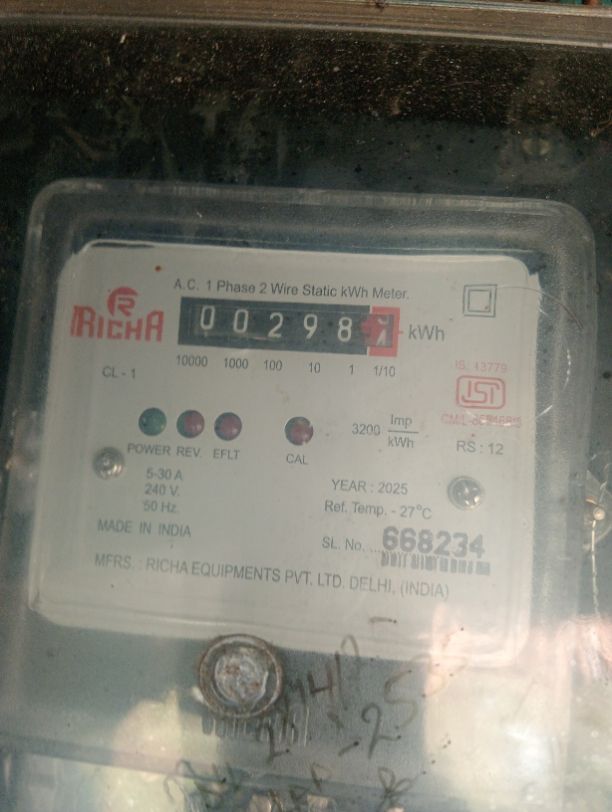 A.C. 1 Phase 2 Wire Static kWh Meter.
R
RICHA
0 0 2 9 8 kWh
10000 1000 100 10 1 1/10
CL - 1
IS: 13779
ISI
3200 Imp
kWh
RS : 12
POWER REV. EFLT CAL
5-30 A
240 V.
50 Hz.
YEAR : 2025
Ref. Temp. - 27°C
MADE IN INDIA
SL. No. ... 668234
MFRS. : RICHA EQUIPMENTS PVT. LTD. DELHI, (INDIA)